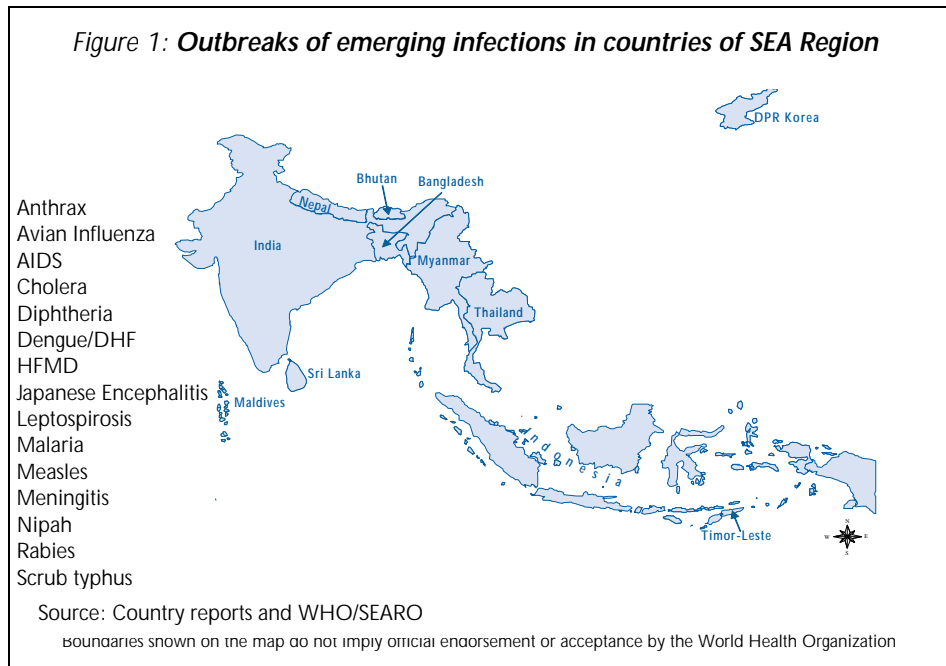 Figure 1: Outbreaks of emerging infections in countries of SEA Region
DPR Korea
Bhutan
Bangladesh
Nepal
India
Myanmar
Thailand
Sri Lanka
Maldives
Indonesia
Timor-Leste
N
W
E
S
Anthrax
Avian Influenza
AIDS
Cholera
Diphtheria
Dengue/DHF
HFMD
Japanese Encephalitis
Leptospirosis
Malaria
Measles
Meningitis
Nipah
Rabies
Scrub typhus
Source: Country reports and WHO/SEARO
Boundaries shown on the map do not imply official endorsement or acceptance by the World Health Organization